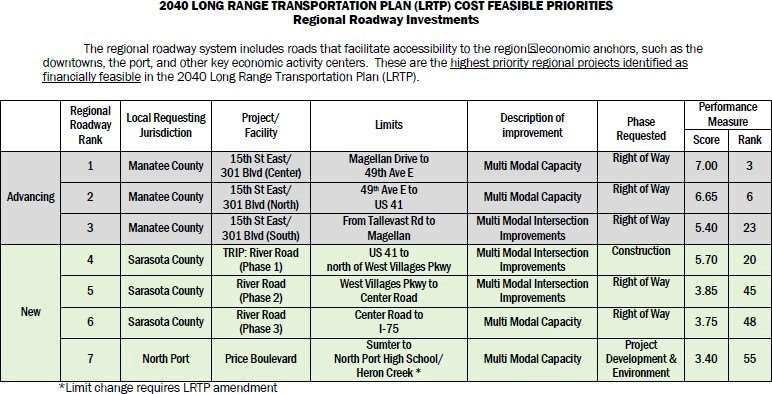 2040 LONG RANGE TRANSPORTATION PLAN (LRTP) COST FEASIBLE PRIORITIES
Regional Roadway Investments
The regional roadway system includes roads that facilitate accessibility to the region's economic anchors, such as the
downtowns, the port, and other key economic activity centers. These are the highest priority regional projects identified as
financially feasible in the 2040 Long Range Transportation Plan (LRTP).
Regional Roadway Rank | Local Requesting Jurisdiction | Project/ Facility | Limits | Description of improvement | Phase Requested | Performance Measure Score | Rank
Advancing
1 | Manatee County | 15th St East/ 301 Blvd (Center) | Magellan Drive to 49th Ave E | Multi Modal Capacity | Right of Way | 7.00 | 3
2 | Manatee County | 15th St East/ 301 Blvd (North) | 49th Ave E to US 41 | Multi Modal Capacity | Right of Way | 6.65 | 6
3 | Manatee County | 15th St East/ 301 Blvd (South) | From Tallevast Rd to Magellan | Multi Modal Intersection Improvements | Right of Way | 5.40 | 23
New
4 | Sarasota County | TRIP: River Road (Phase 1) | US 41 to north of West Villages Pkwy | Multi Modal Intersection Improvements | Construction | 5.70 | 20
5 | Sarasota County | River Road (Phase 2) | West Villages Pkwy to Center Road | Multi Modal Intersection Improvements | Right of Way | 3.85 | 45
6 | Sarasota County | River Road (Phase 3) | Center Road to I-75 | Multi Modal Capacity | Right of Way | 3.75 | 48
7 | North Port | Price Boulevard | Sumter to North Port High School/ Heron Creek * | Multi Modal Capacity | Project Development & Environment | 3.40 | 55
*Limit change requires LRTP amendment